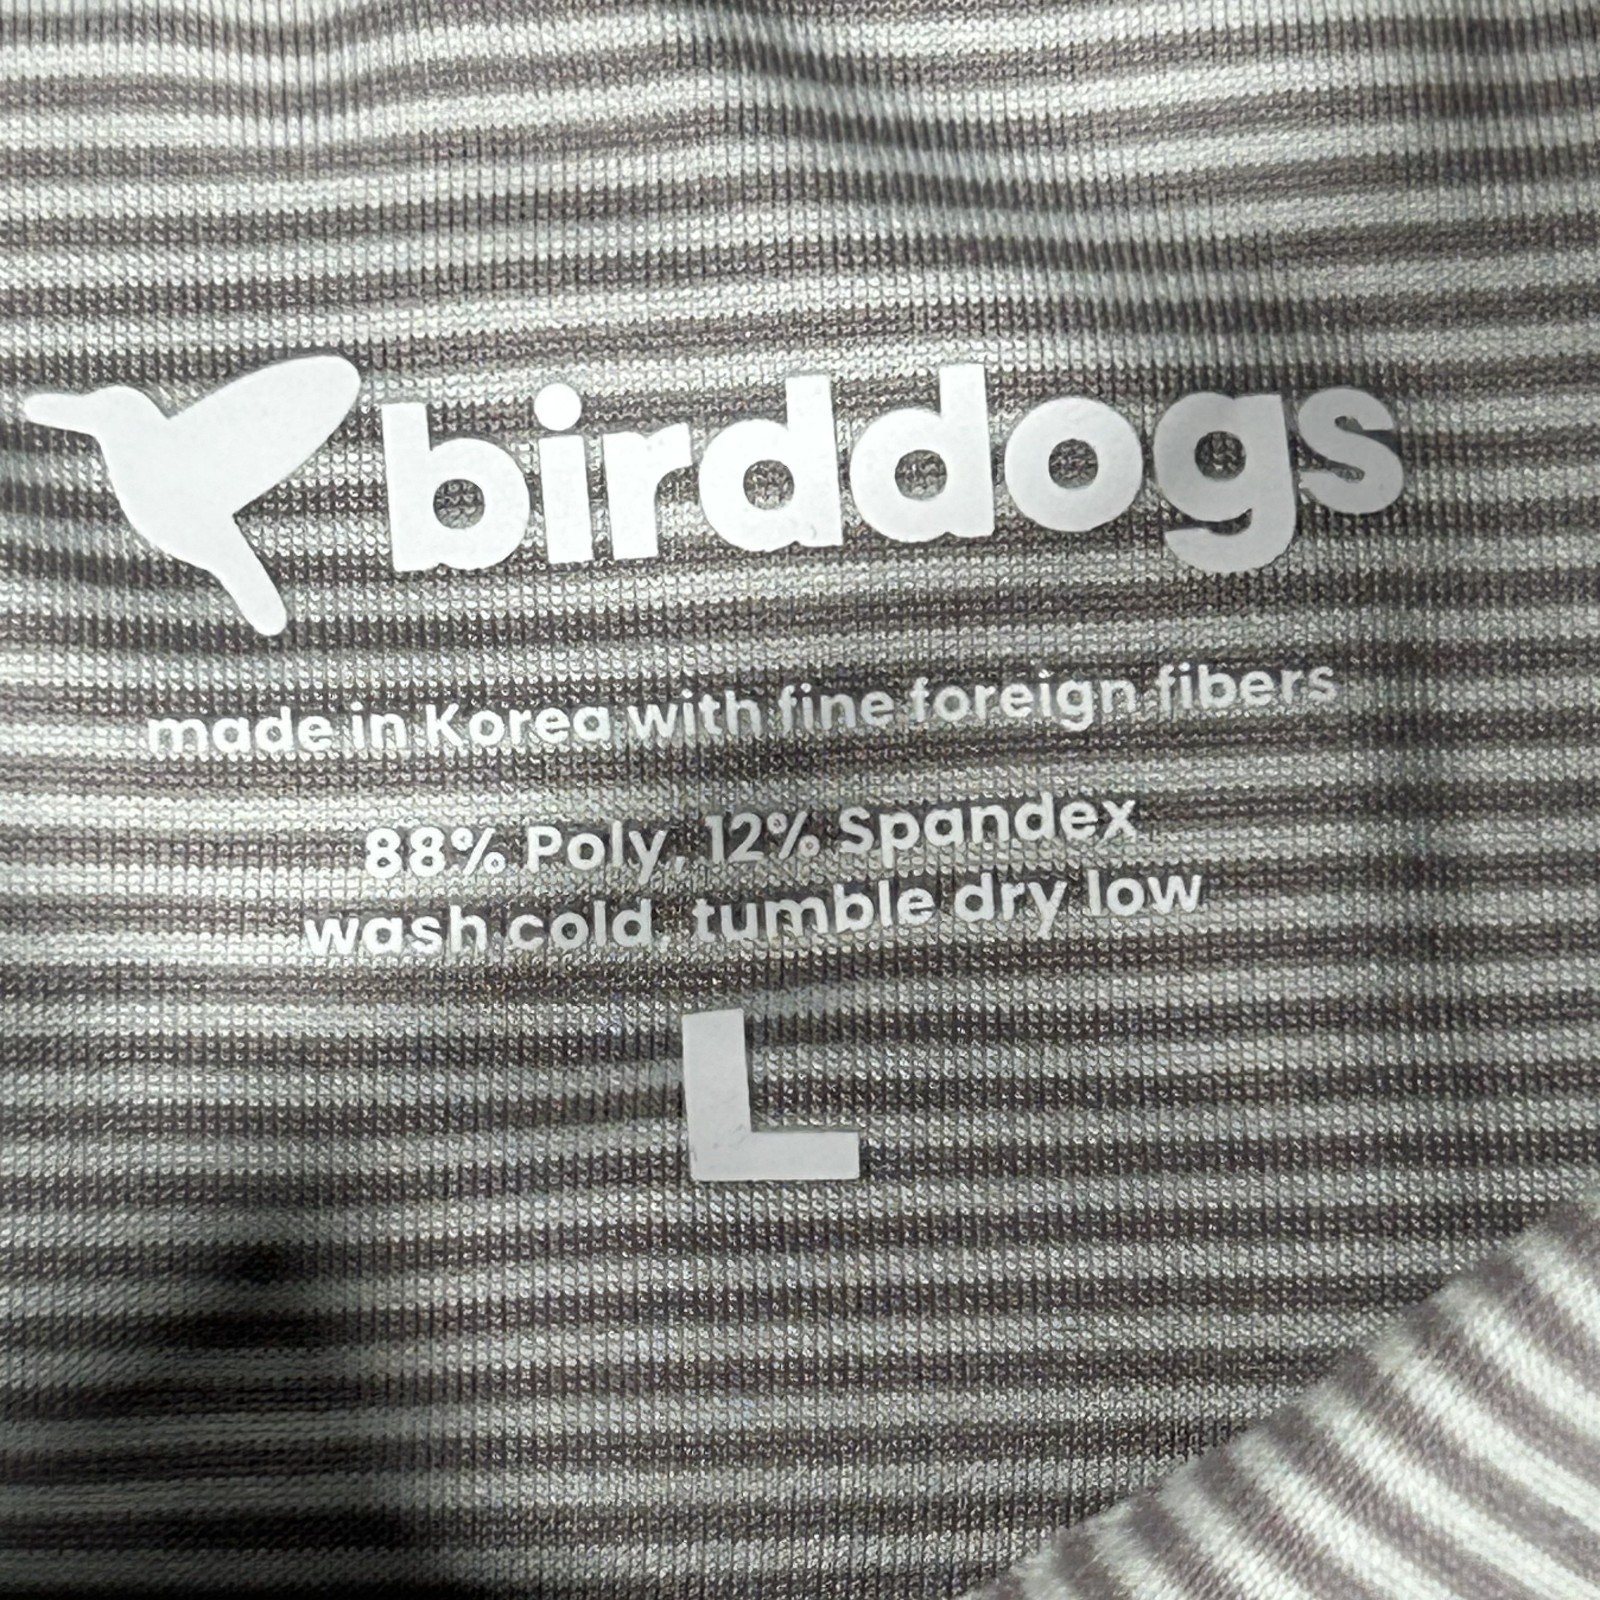 birddogs
made in Korea with fine foreign fibers
88% Poly, 12% Spandex
wash cold, tumble dry low
L